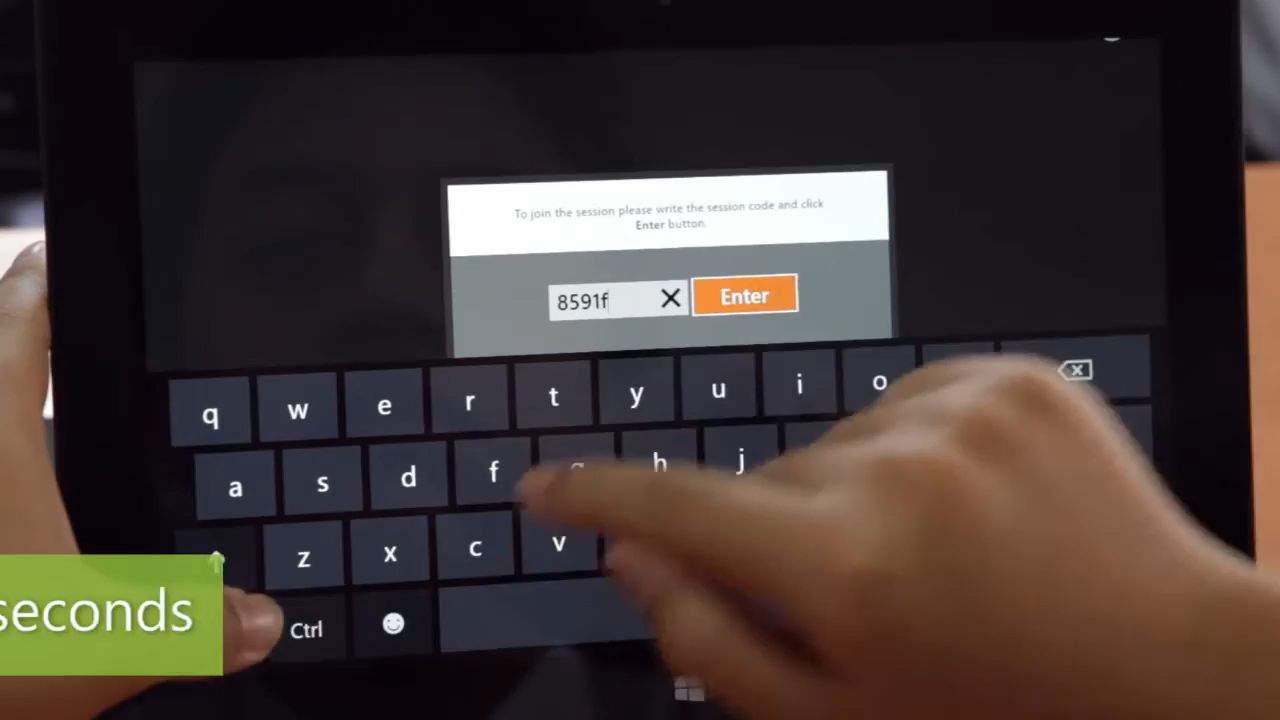 To join the session please write the session code and click
Enter button.
8591f
Enter
q w e r t y u i o
a s d f g h j
z x c v
Ctrl
seconds